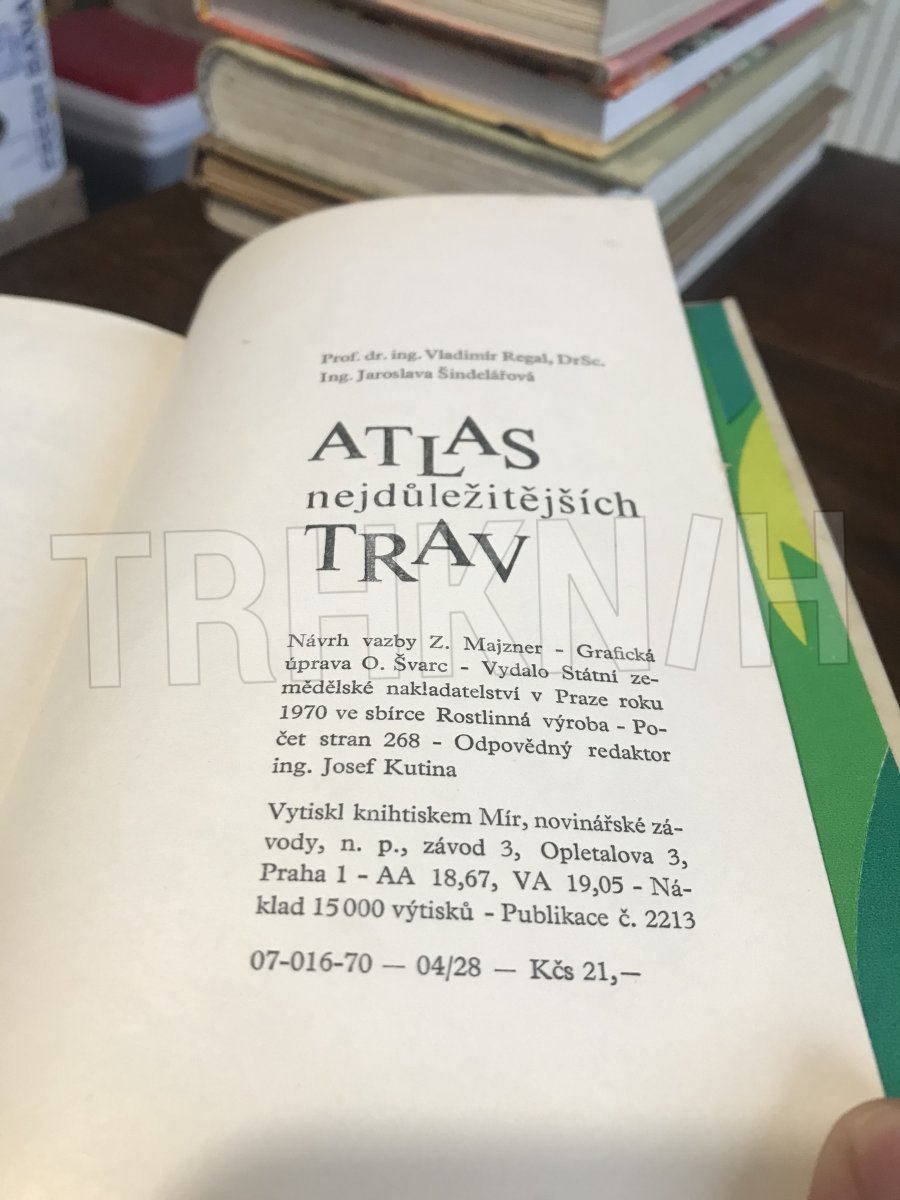 Prof. dr. ing. Vladimír Regal, DrSc.
Ing. Jaroslava Šindelářová
ATLAS
nejdůležitějších
TRAV
TRHKNIH
Návrh vazby Z. Majzner – Grafická
úprava O. Švarc – Vydalo Státní ze-
mědělské nakladatelství v Praze roku
1970 ve sbírce Rostlinná výroba – Po-
čet stran 268 – Odpovědný redaktor
ing. Josef Kutina
Vytiskl knihtiskem Mír, novinářské zá-
vody, n. p., závod 3, Opletalova 3,
Praha 1 – AA 18,67, VA 19,05 – Ná-
klad 15 000 výtisků – Publikace č. 2213
07-016-70 — 04/28 — Kčs 21,—